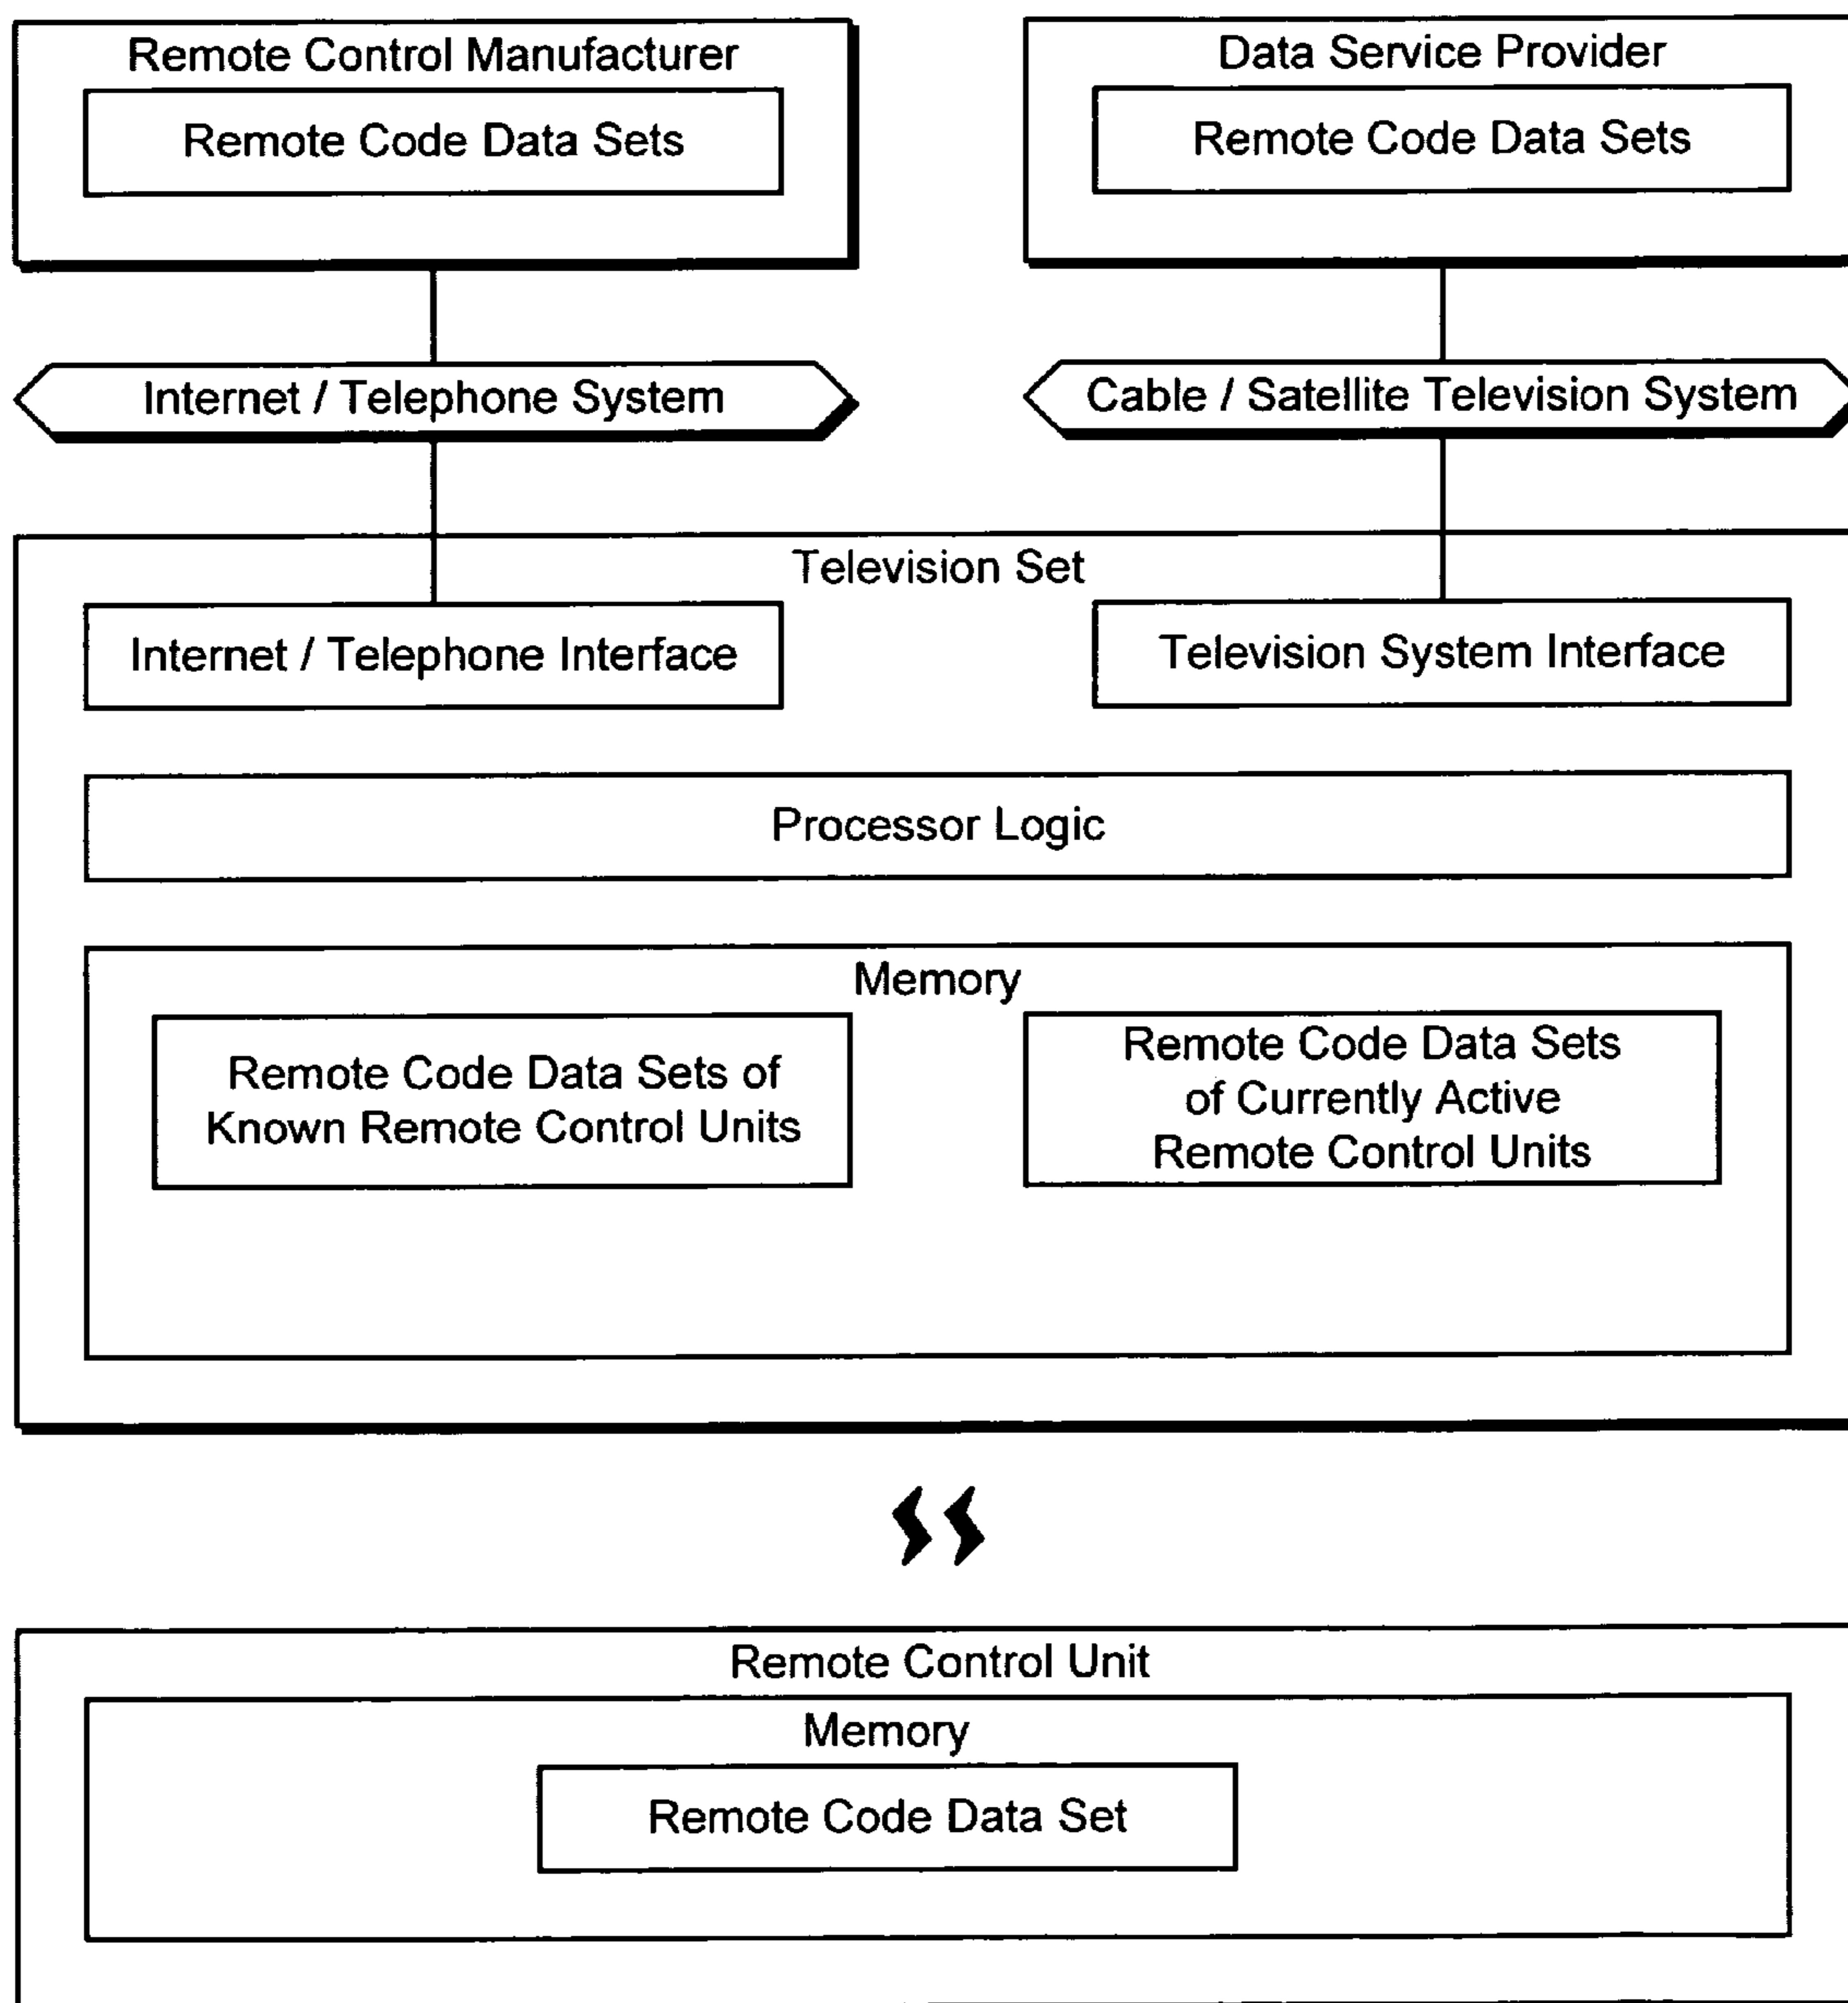 Remote Control Manufacturer
Remote Code Data Sets
Data Service Provider
Remote Code Data Sets
Internet / Telephone System
Cable / Satellite Television System
Television Set
Internet / Telephone Interface
Television System Interface
Processor Logic
Memory
Remote Code Data Sets of
Known Remote Control Units
Remote Code Data Sets
of Currently Active
Remote Control Units
Remote Control Unit
Memory
Remote Code Data Set